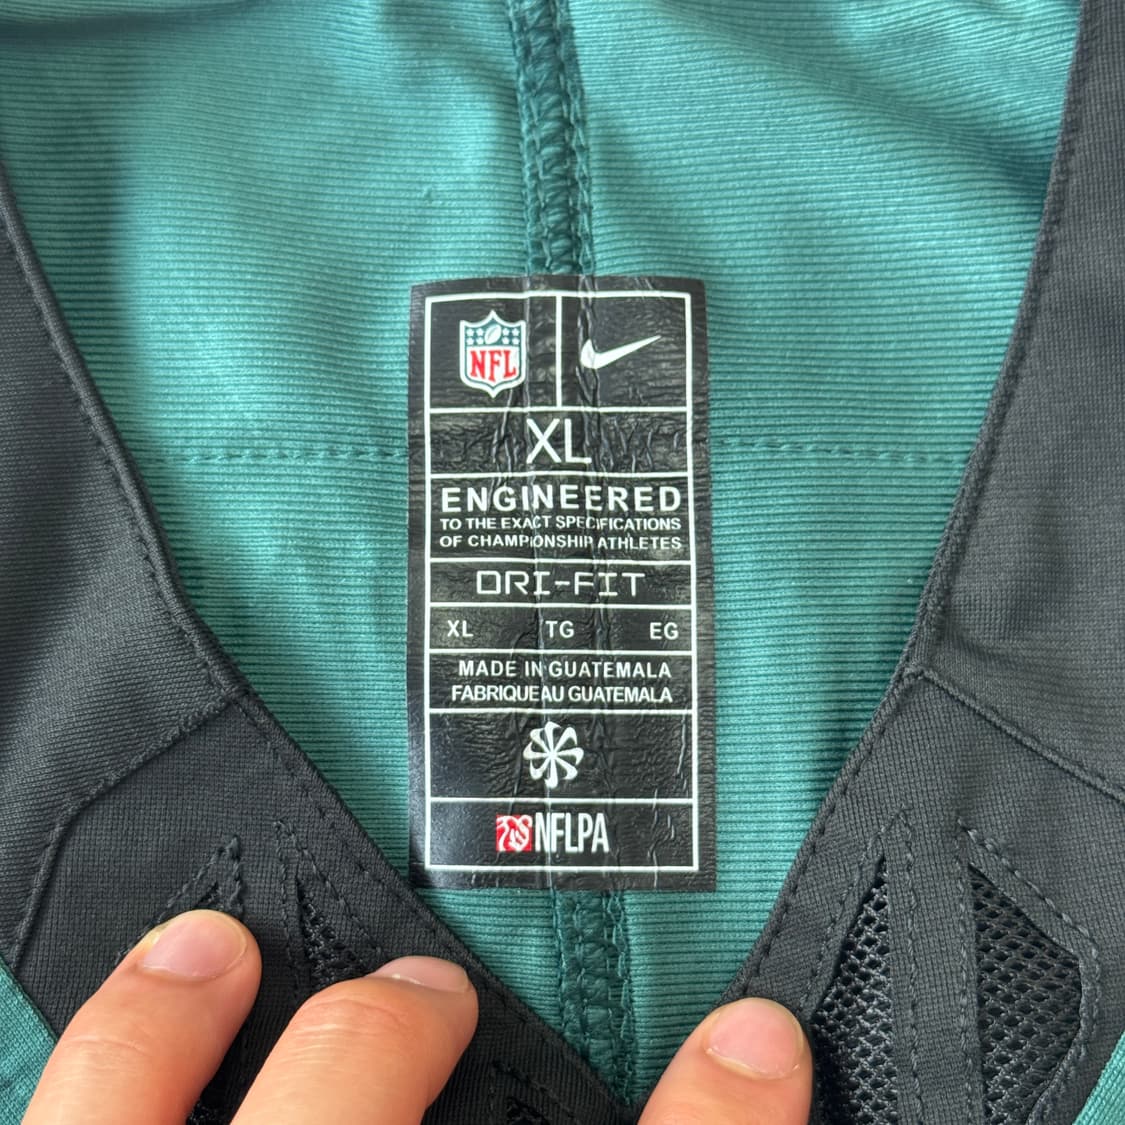 NFL
XL
ENGINEERED
TO THE EXACT SPECIFICATIONS
OF CHAMPIONSHIP ATHLETES
DRI-FIT
XL TG EG
MADE IN GUATEMALA
FABRIQUE AU GUATEMALA
NFLPA